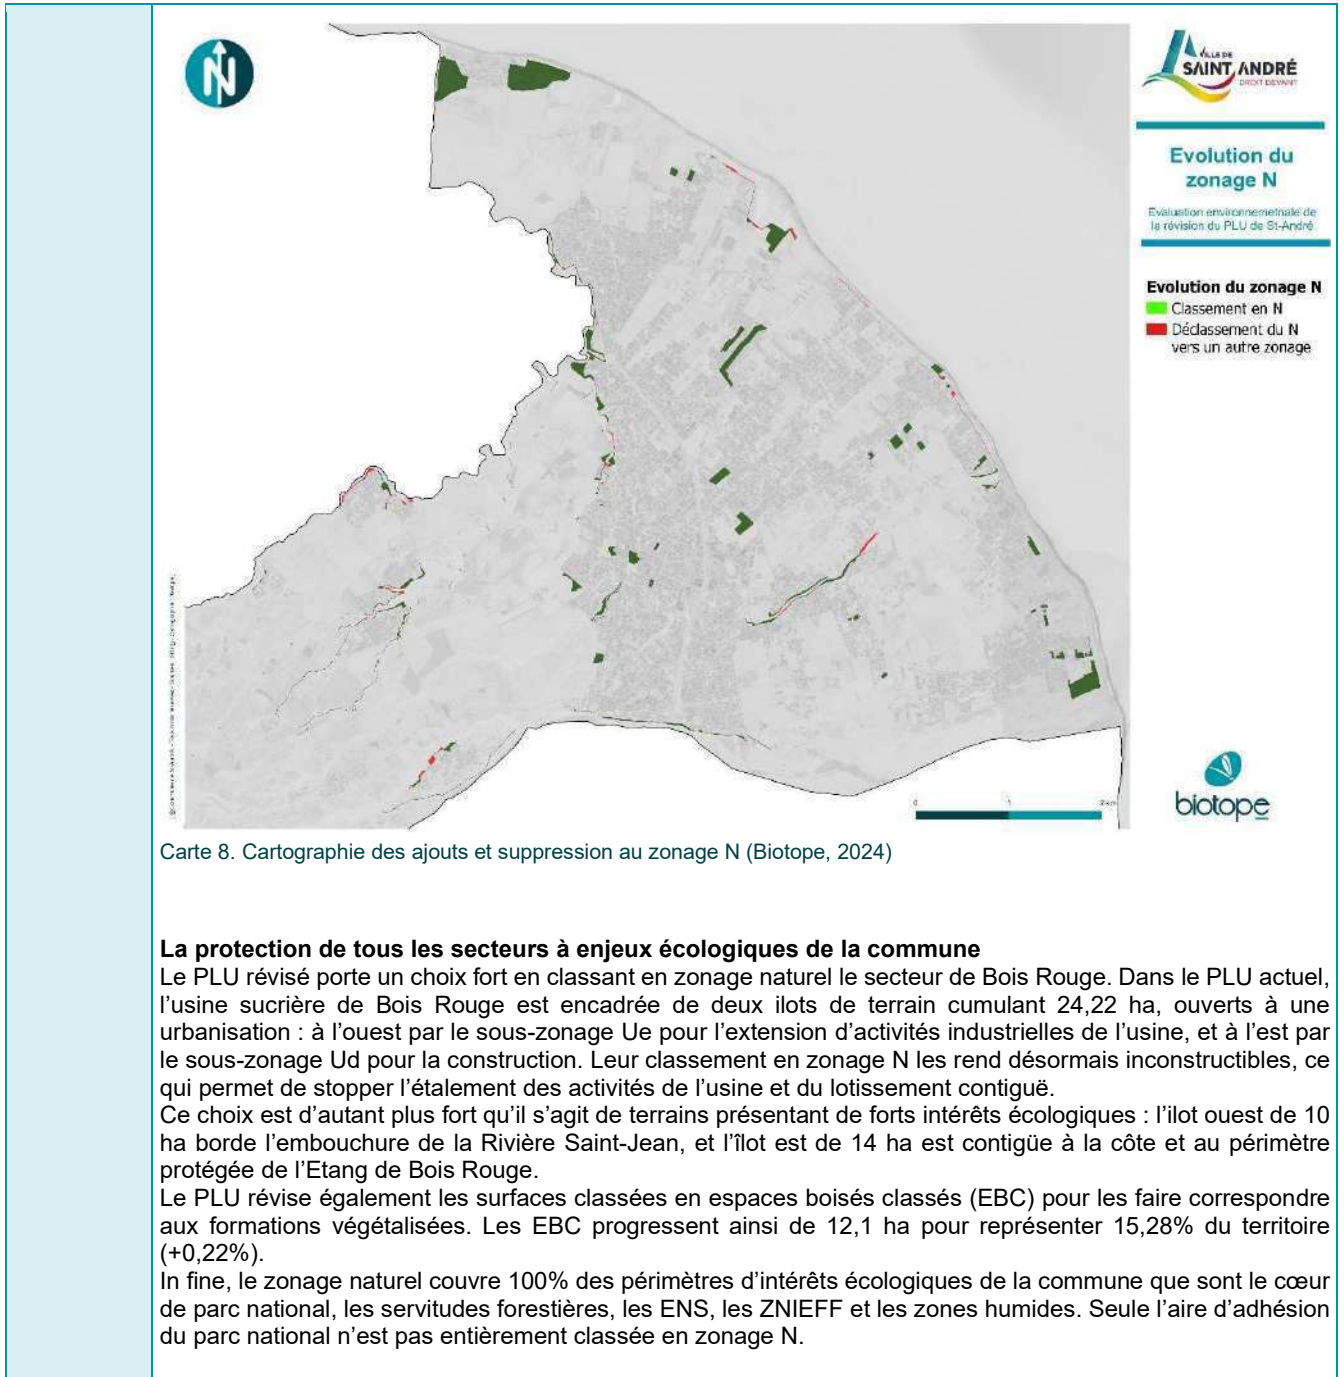 N
VILLE DE
SAINT ANDRÉ
DROIT DEVANT
Evolution du
zonage N
Evaluation environnemetnale de
la révision du PLU de St-André
Evolution du zonage N
Classement en N
Déclassement du N
vers un autre zonage
0 1 2 km
biotope
Carte 8. Cartographie des ajouts et suppression au zonage N (Biotope, 2024)
La protection de tous les secteurs à enjeux écologiques de la commune
Le PLU révisé porte un choix fort en classant en zonage naturel le secteur de Bois Rouge. Dans le PLU actuel,
l’usine sucrière de Bois Rouge est encadrée de deux ilots de terrain cumulant 24,22 ha, ouverts à une
urbanisation : à l’ouest par le sous-zonage Ue pour l’extension d’activités industrielles de l’usine, et à l’est par
le sous-zonage Ud pour la construction. Leur classement en zonage N les rend désormais inconstructibles, ce
qui permet de stopper l’étalement des activités de l’usine et du lotissement contiguë.
Ce choix est d’autant plus fort qu’il s’agit de terrains présentant de forts intérêts écologiques : l’ilot ouest de 10
ha borde l’embouchure de la Rivière Saint-Jean, et l’îlot est de 14 ha est contigüe à la côte et au périmètre
protégée de l’Etang de Bois Rouge.
Le PLU révise également les surfaces classées en espaces boisés classés (EBC) pour les faire correspondre
aux formations végétalisées. Les EBC progressent ainsi de 12,1 ha pour représenter 15,28% du territoire
(+0,22%).
In fine, le zonage naturel couvre 100% des périmètres d’intérêts écologiques de la commune que sont le cœur
de parc national, les servitudes forestières, les ENS, les ZNIEFF et les zones humides. Seule l’aire d’adhésion
du parc national n’est pas entièrement classée en zonage N.